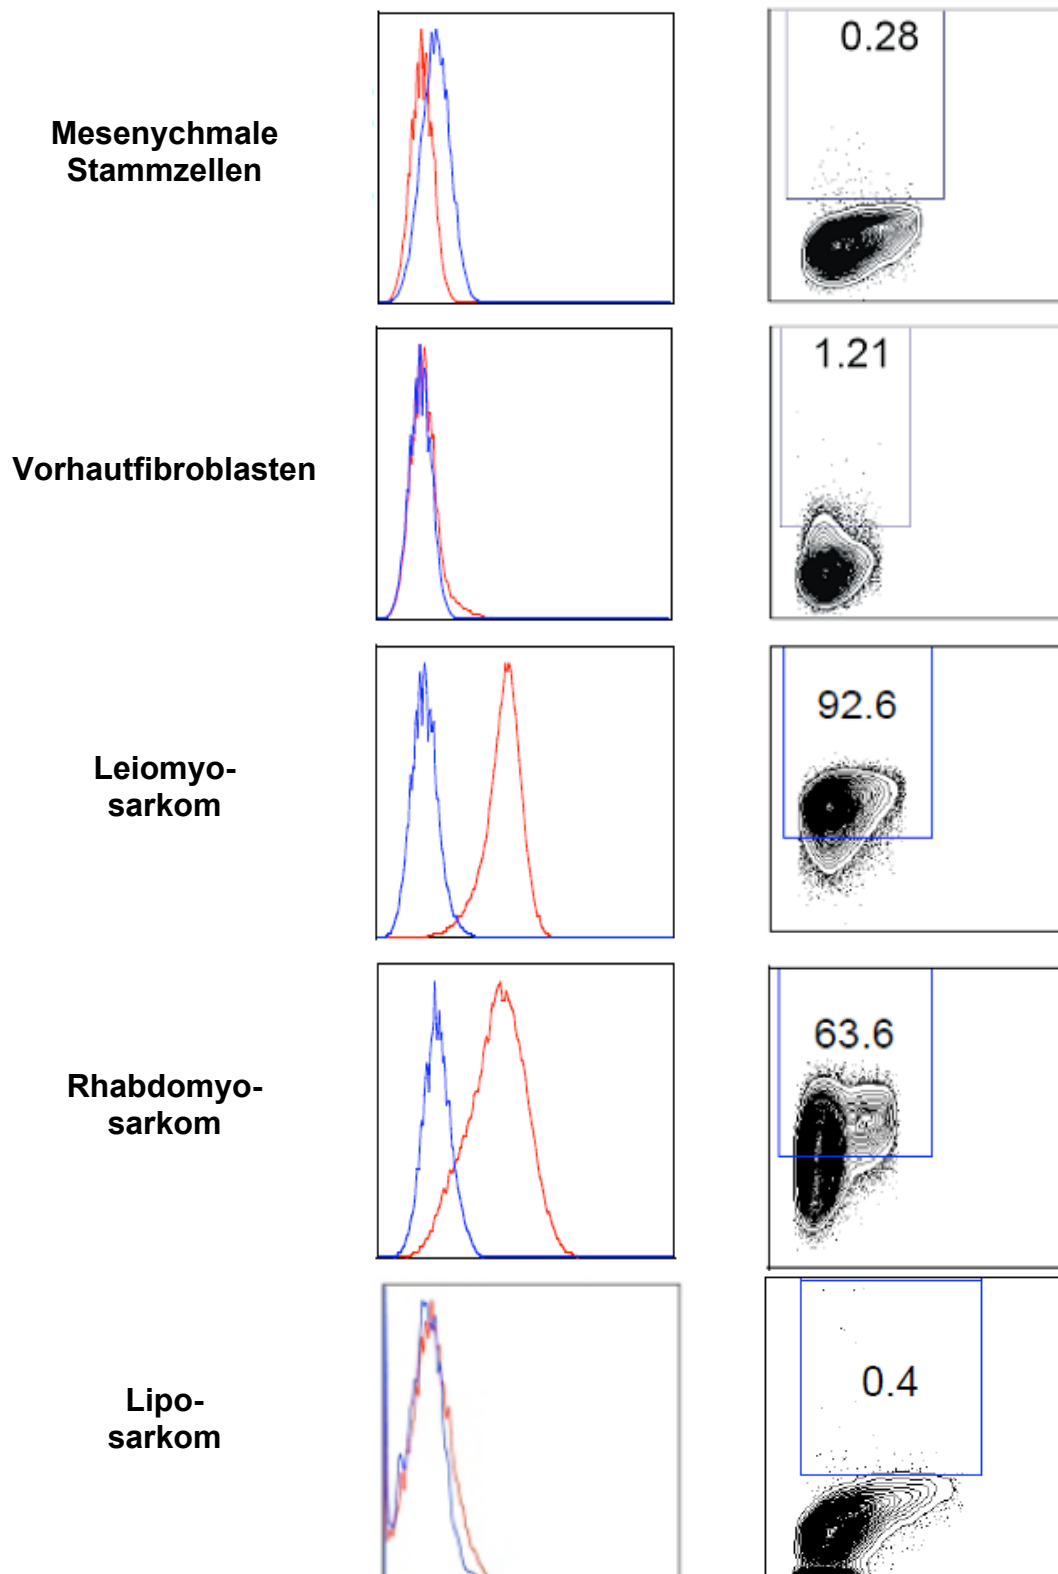 Mesenychmale
Stammzellen
0.28
Vorhautfibroblasten
1.21
Leiomyo-
sarkom
92.6
Rhabdomyo-
sarkom
63.6
Lipo-
sarkom
0.4